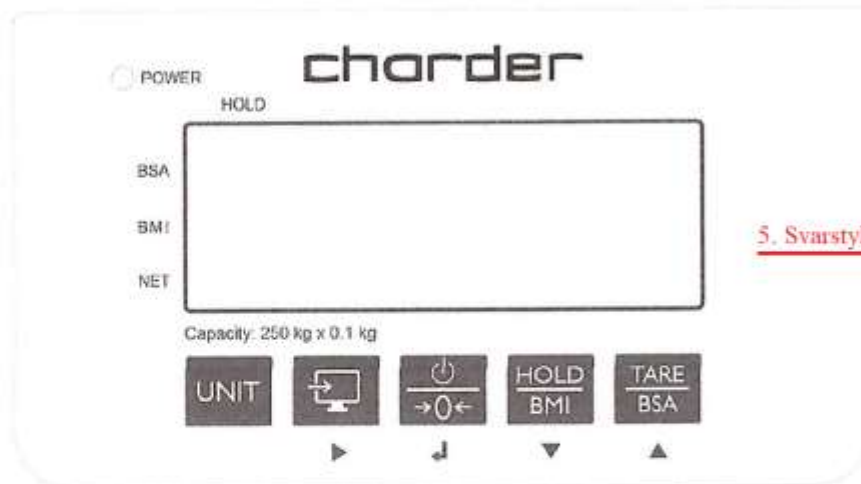 charder
POWER
HOLD
BSA
BMI
NET
Capacity: 250 kg x 0.1 kg
UNIT
→0←
HOLD
BMI
TARE
BSA
5.